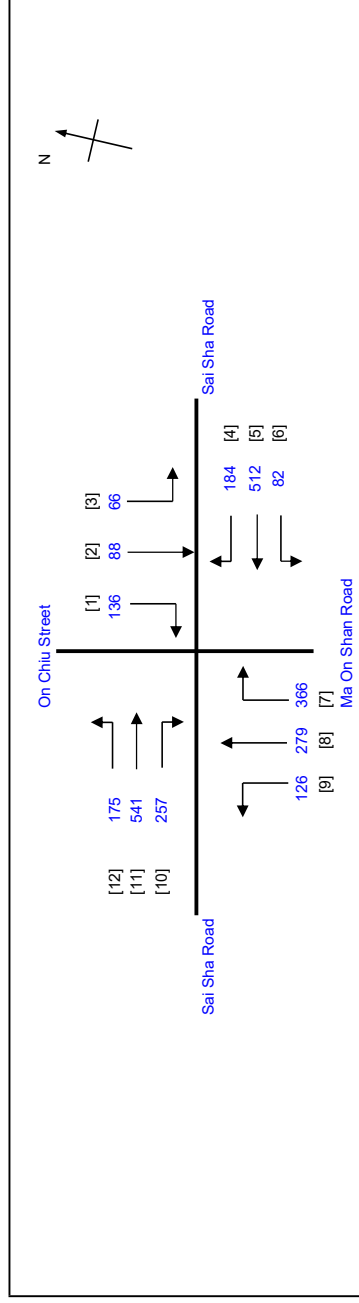 N
On Chiu Street
[1] [2] [3]
136 88 66
[12] 175
[11] 541
[10] 257
Sai Sha Road
Sai Sha Road
184 [4]
512 [5]
82 [6]
126 279 366
[9] [8] [7]
Ma On Shan Road